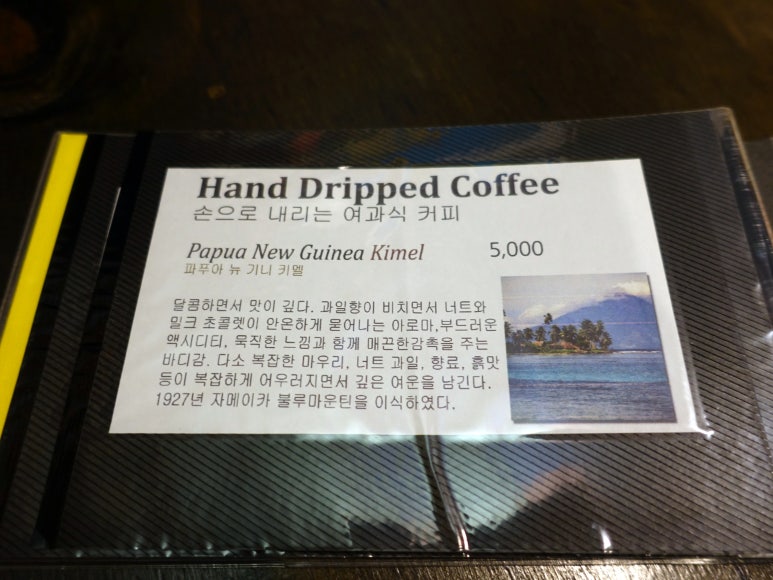 Hand Dripped Coffee
손으로 내리는 여과식 커피
Papua New Guinea Kimel 5,000
파푸아 뉴 기니 키멜
달콤하면서 맛이 깊다. 과일향이 비치면서 너트와
밀크 초콜렛이 안온하게 묻어나는 아로마,부드러운
액시디티, 묵직한 느낌과 함께 매끈한감촉을 주는
바디감. 다소 복잡한 마우리, 너트 과일, 향료, 흙맛
등이 복잡하게 어우러지면서 깊은 여운을 남긴다.
1927년 자메이카 불루마운틴을 이식하였다.